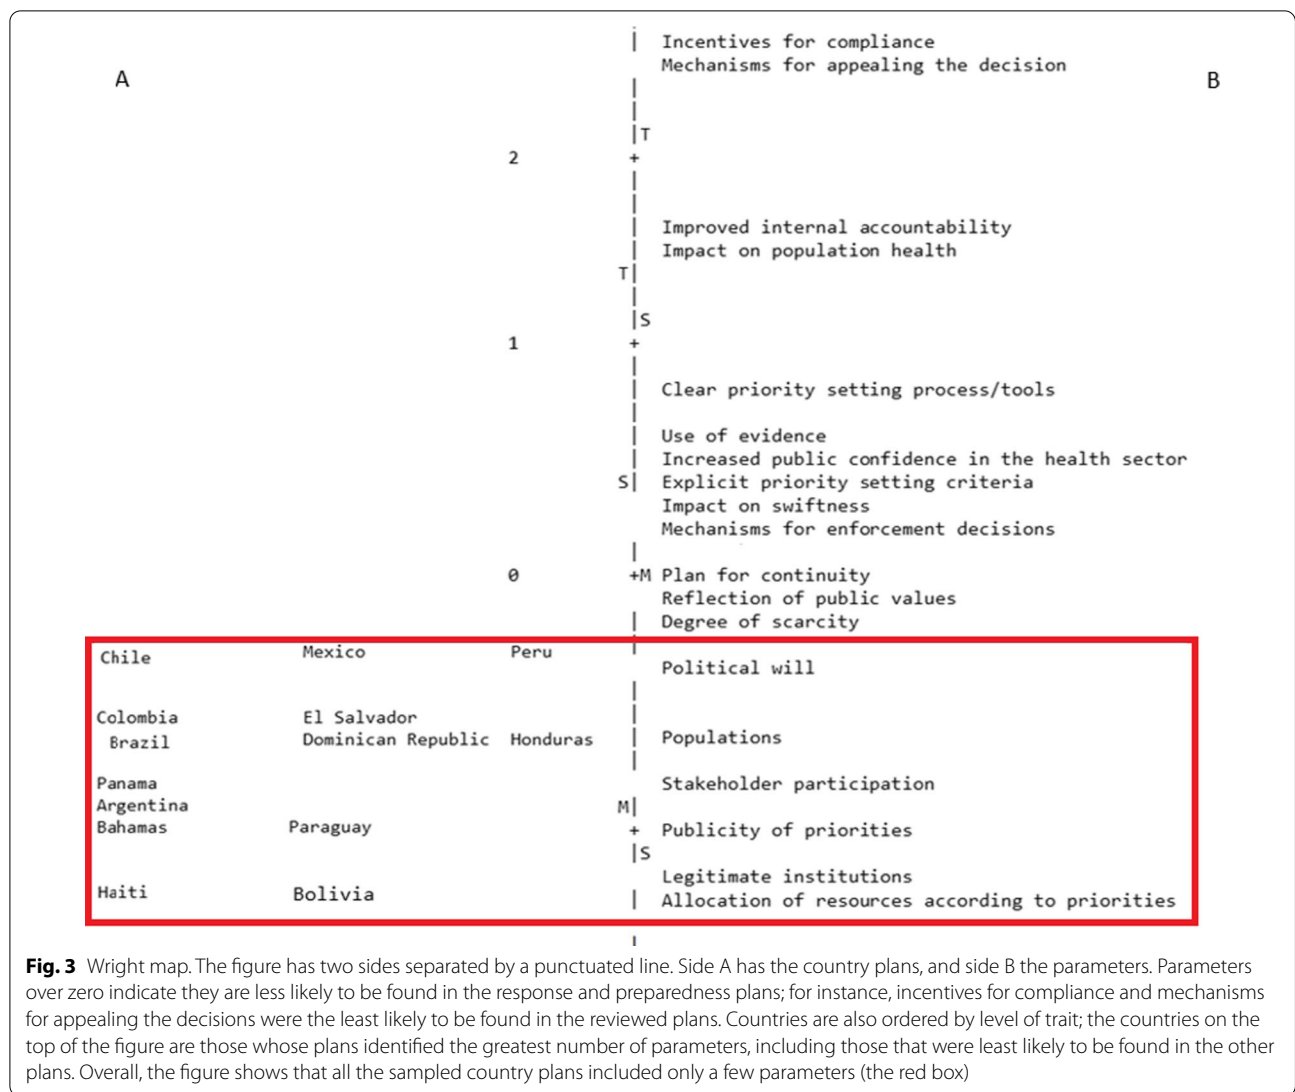 Incentives for compliance
A Mechanisms for appealing the decision B
T
2 +
Improved internal accountability
Impact on population health
T
S
1 +
Clear priority setting process/tools
Use of evidence
Increased public confidence in the health sector
S Explicit priority setting criteria
Impact on swiftness
Mechanisms for enforcement decisions
0 +M Plan for continuity
Reflection of public values
Degree of scarcity
Chile Mexico Peru Political will
Colombia El Salvador
Brazil Dominican Republic Honduras Populations
Panama Stakeholder participation
Argentina M
Bahamas Paraguay + Publicity of priorities
S
Legitimate institutions
Haiti Bolivia Allocation of resources according to priorities
Fig. 3 Wright map. The figure has two sides separated by a punctuated line. Side A has the country plans, and side B the parameters. Parameters
over zero indicate they are less likely to be found in the response and preparedness plans; for instance, incentives for compliance and mechanisms
for appealing the decisions were the least likely to be found in the reviewed plans. Countries are also ordered by level of trait; the countries on the
top of the figure are those whose plans identified the greatest number of parameters, including those that were least likely to be found in the other
plans. Overall, the figure shows that all the sampled country plans included only a few parameters (the red box)